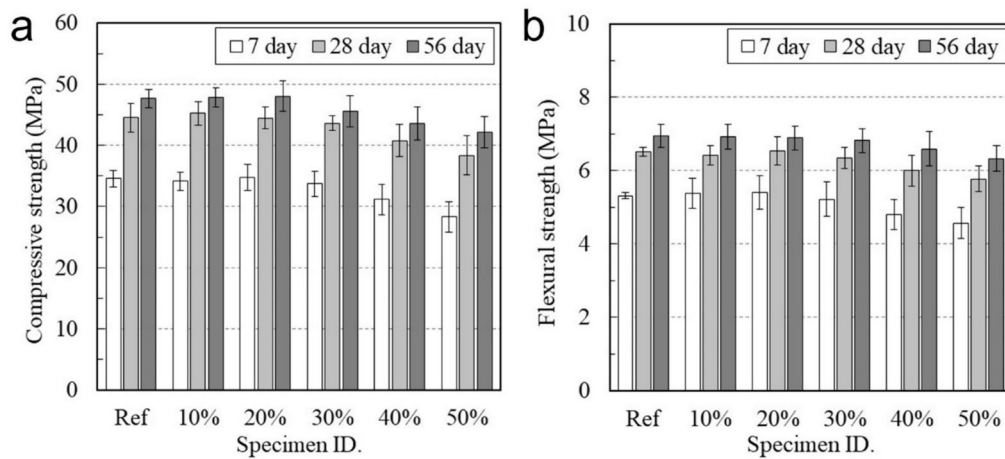 a
7 day 28 day 56 day
60
50
40
30
20
10
0
Compressive strength (MPa)
Ref 10% 20% 30% 40% 50%
Specimen ID.
b
7 day 28 day 56 day
10
8
6
4
2
0
Flexural strength (MPa)
Ref 10% 20% 30% 40% 50%
Specimen ID.